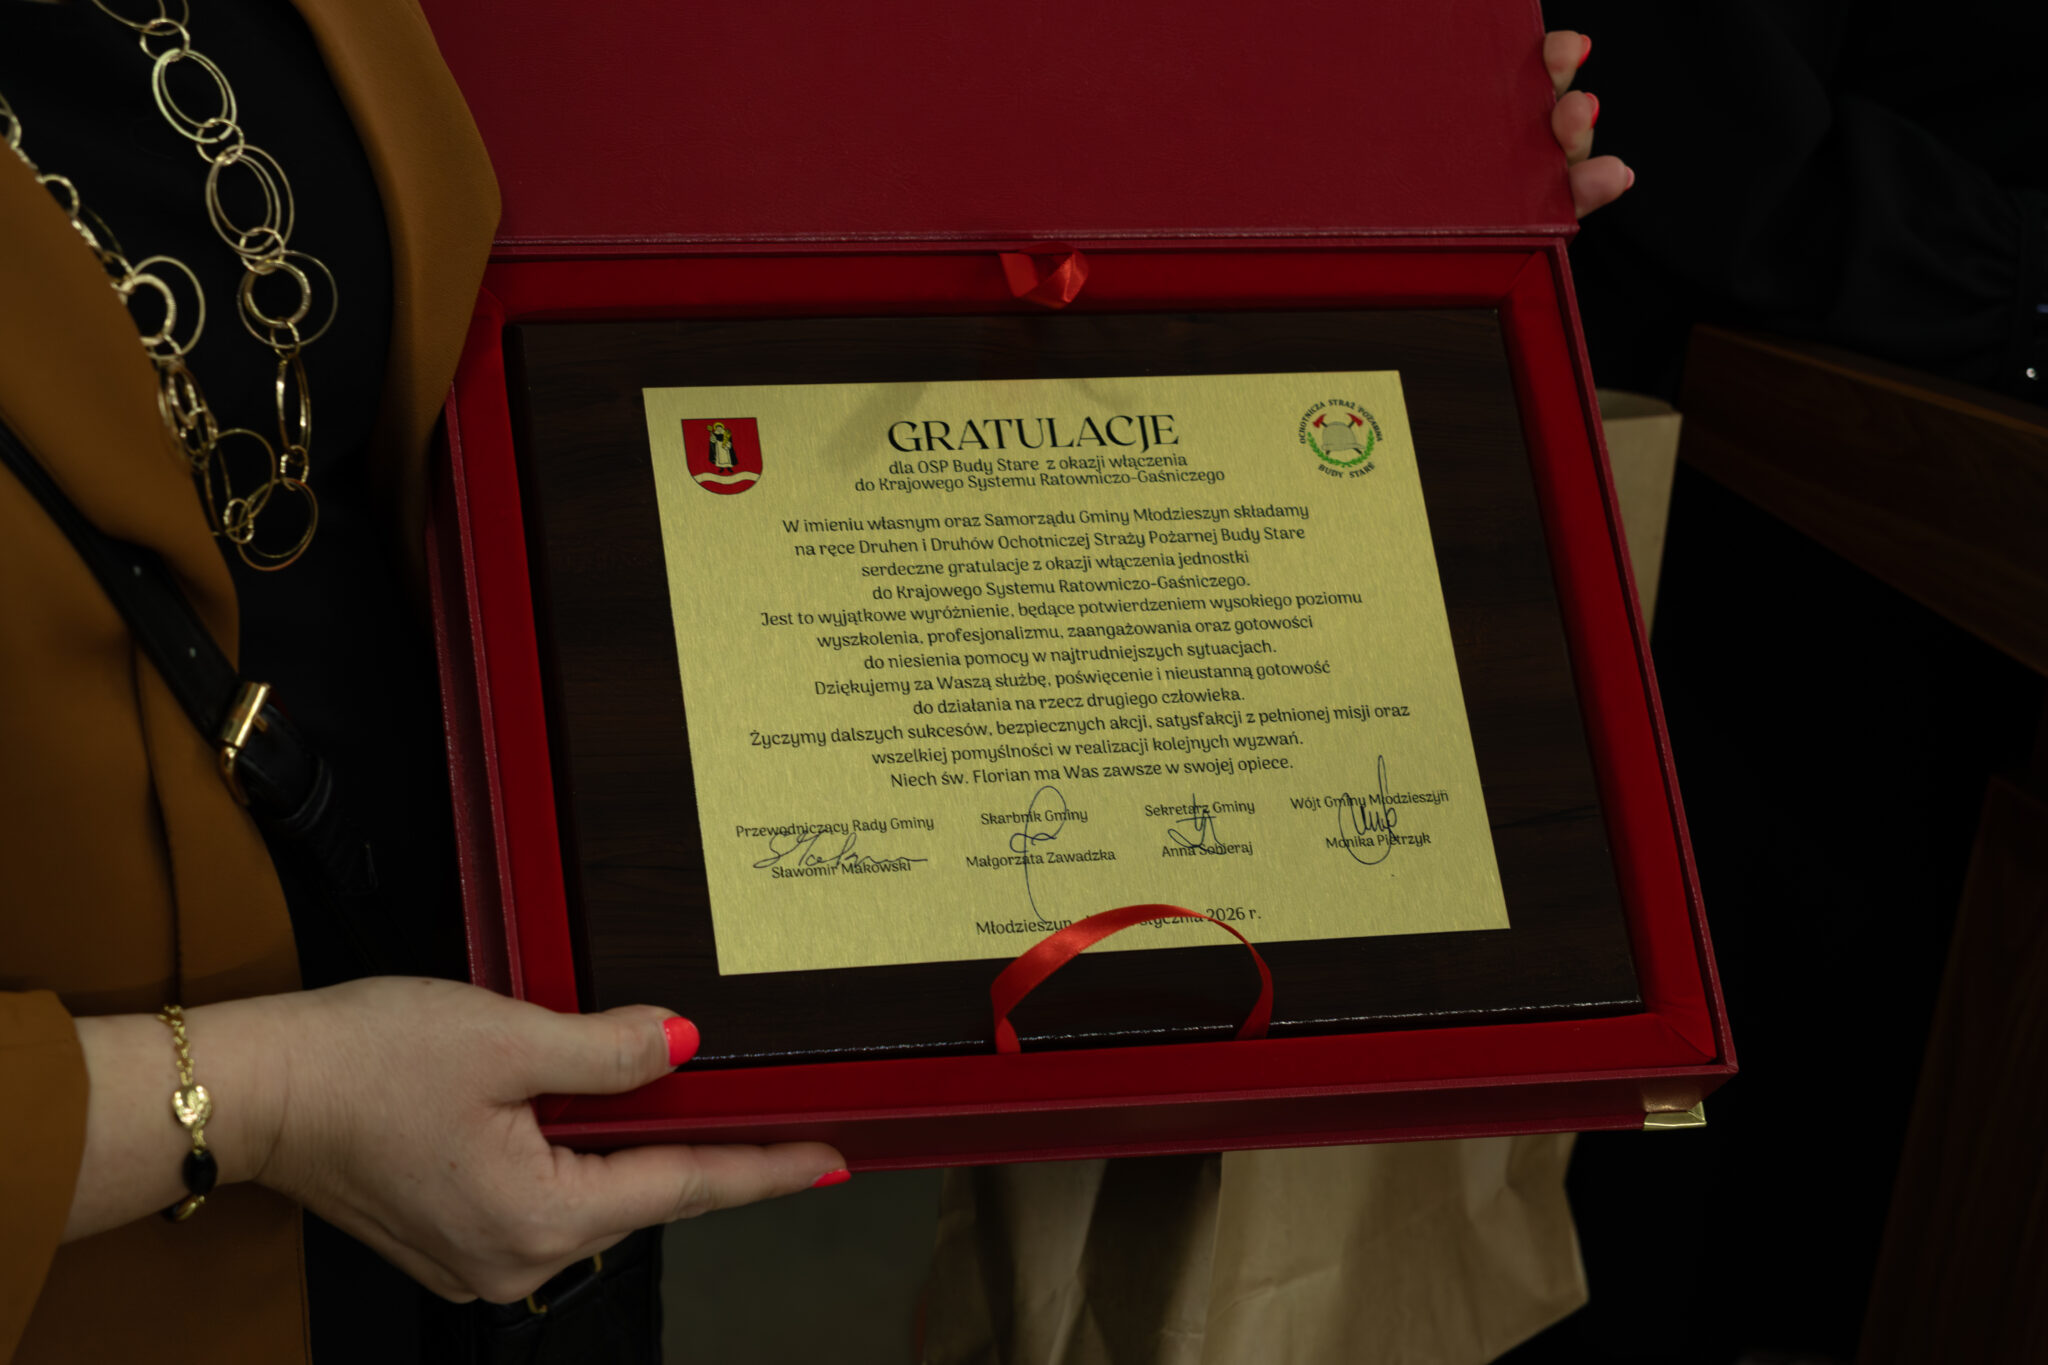 GRATULACJE
dla OSP Budy Stare z okazji włączenia
do Krajowego Systemu Ratowniczo-Gaśniczego
OCHOTNICZA STRAŻ POŻARNA
BUDY STARE
W imieniu własnym oraz Samorządu Gminy Młodzieszyn składamy
na ręce Druhen i Druhów Ochotniczej Straży Pożarnej Budy Stare
serdeczne gratulacje z okazji włączenia jednostki
do Krajowego Systemu Ratowniczo-Gaśniczego.
Jest to wyjątkowe wyróżnienie, będące potwierdzeniem wysokiego poziomu
wyszkolenia, profesjonalizmu, zaangażowania oraz gotowości
do niesienia pomocy w najtrudniejszych sytuacjach.
Dziękujemy za Waszą służbę, poświęcenie i nieustanną gotowość
do działania na rzecz drugiego człowieka.
Życzymy dalszych sukcesów, bezpiecznych akcji, satysfakcji z pełnionej misji oraz
wszelkiej pomyślności w realizacji kolejnych wyzwań.
Niech św. Florian ma Was zawsze w swojej opiece.
Przewodniczący Rady Gminy
Sławomir Makowski
Skarbnik Gminy
Małgorzata Zawadzka
Sekretarz Gminy
Anna Sobieraj
Wójt Gminy Młodzieszyn
Monika Pietrzyk
Młodzieszyn, stycznia 2026 r.